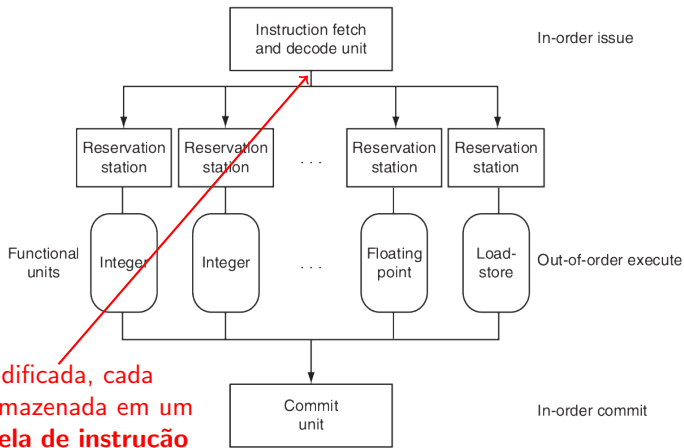 Instruction fetch
and decode unit
In-order issue
Reservation
station
Reservation
station
. . .
Reservation
station
Reservation
station
Functional
units
Integer
Integer
. . .
Floating
point
Load-
store
Out-of-order execute
dificada, cada
mazenada em um
ela de instrução
Commit
unit
In-order commit